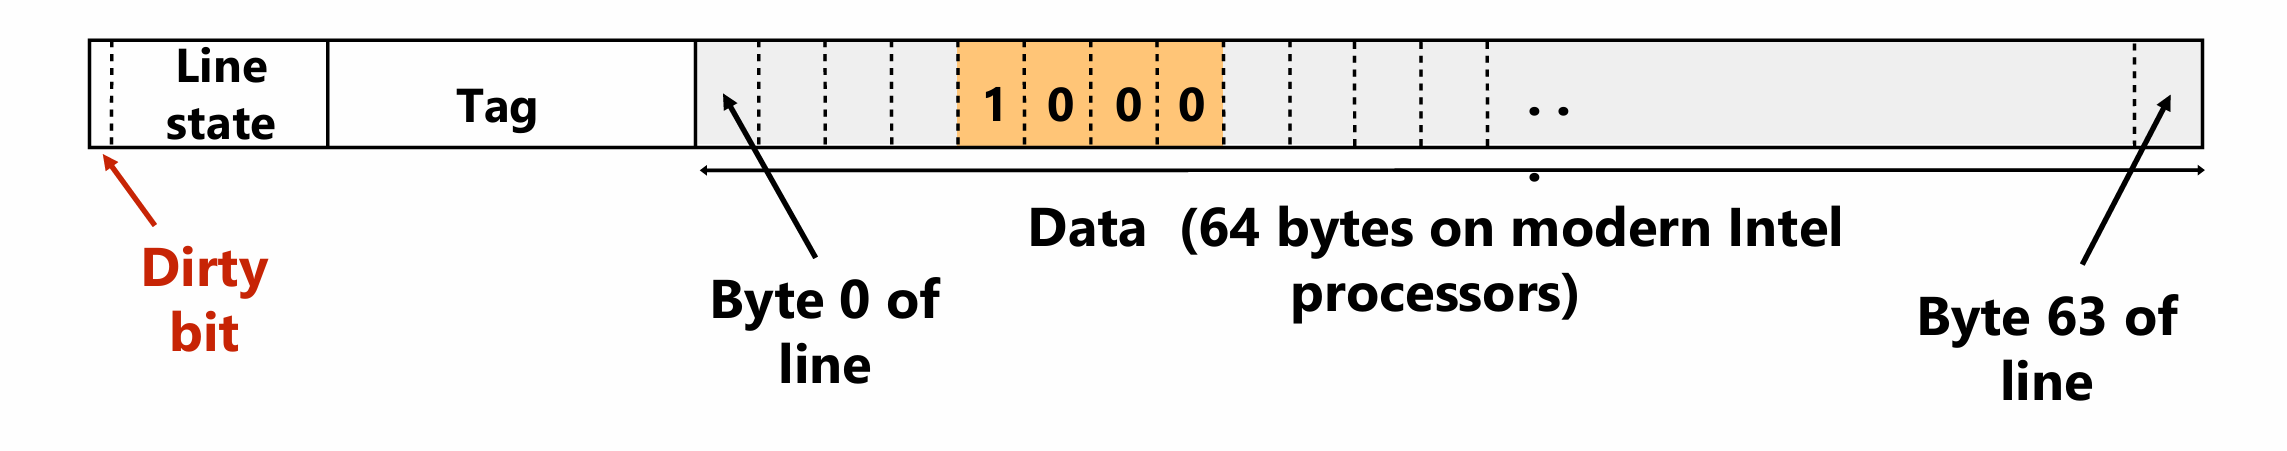 Line
state
Tag
1 0 0 0
. .
.
Dirty
bit
Byte 0 of
line
Data (64 bytes on modern Intel
processors)
Byte 63 of
line